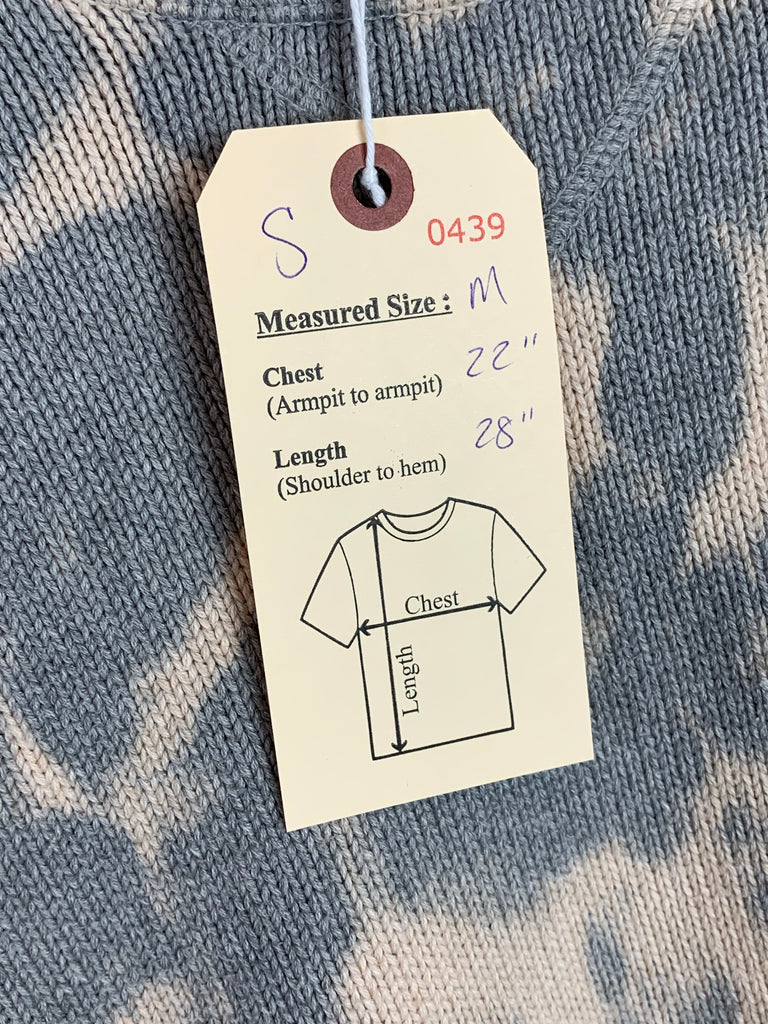 S
0439
Measured Size : M
Chest 22"
(Armpit to armpit)
Length 28"
(Shoulder to hem)
Chest
Length